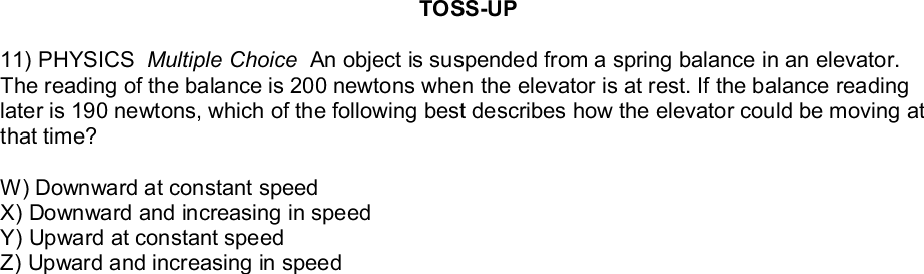 TOSS-UP
11) PHYSICS Multiple Choice An object is suspended from a spring balance in an elevator.
The reading of the balance is 200 newtons when the elevator is at rest. If the balance reading
later is 190 newtons, which of the following best describes how the elevator could be moving at
that time?
W) Downward at constant speed
X) Downward and increasing in speed
Y) Upward at constant speed
Z) Upward and increasing in speed